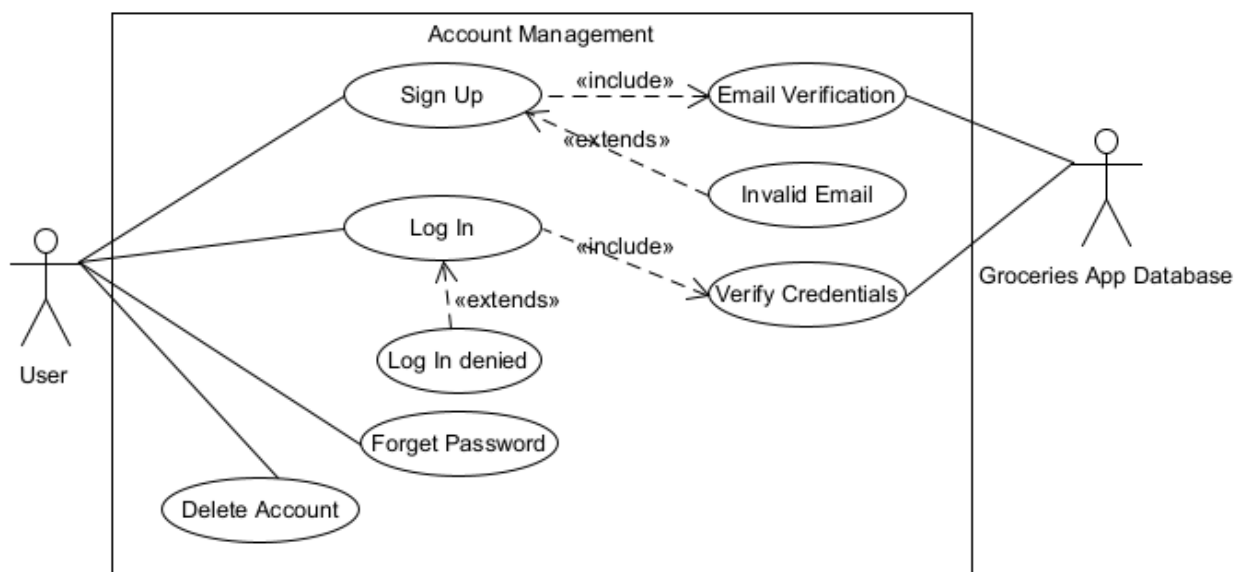 Account Management
Sign Up
«include»
Email Verification
«extends»
Invalid Email
Log In
«include»
Verify Credentials
Groceries App Database
«extends»
Log In denied
User
Forget Password
Delete Account